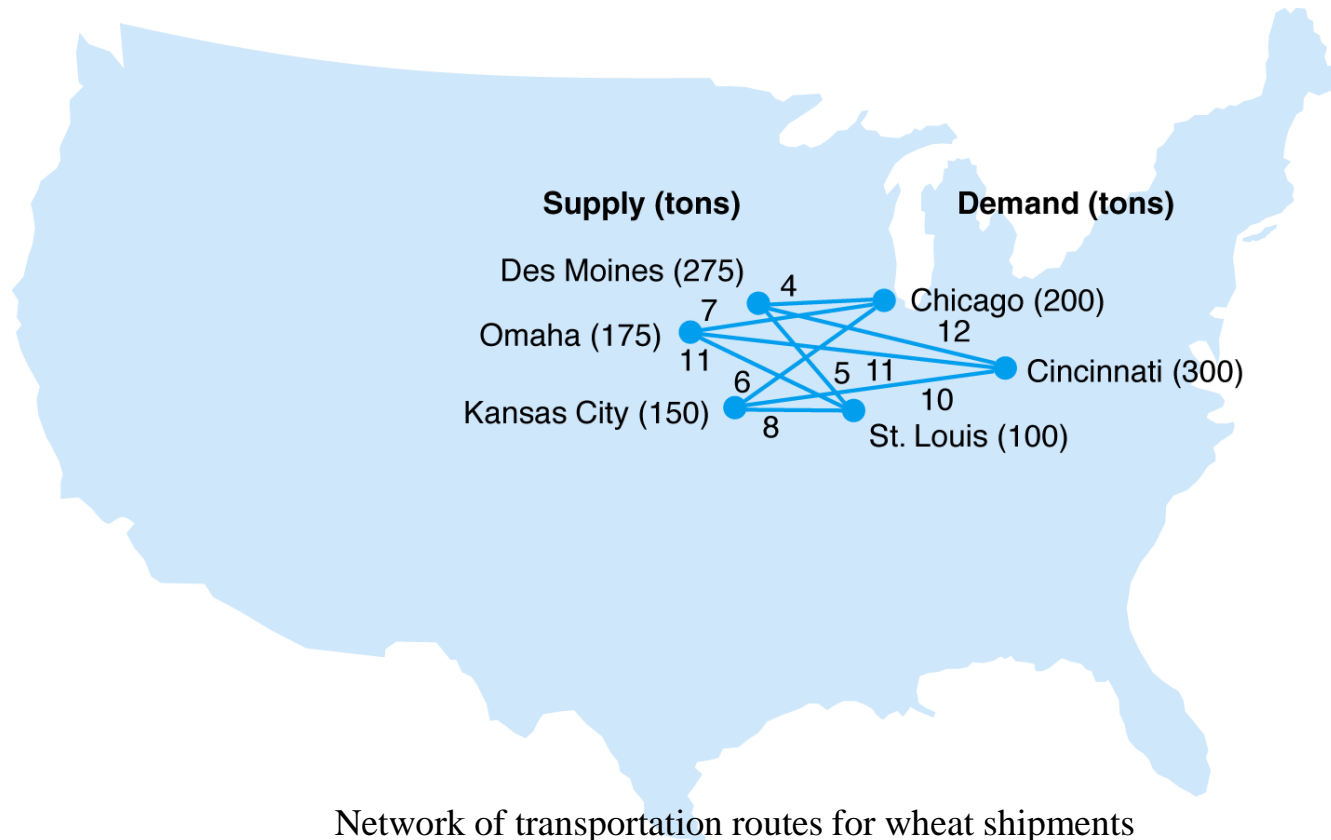 Supply (tons)
Demand (tons)
Des Moines (275)
4
Chicago (200)
7
12
Omaha (175)
11
11
Cincinnati (300)
6
5
10
Kansas City (150)
8
St. Louis (100)
Network of transportation routes for wheat shipments